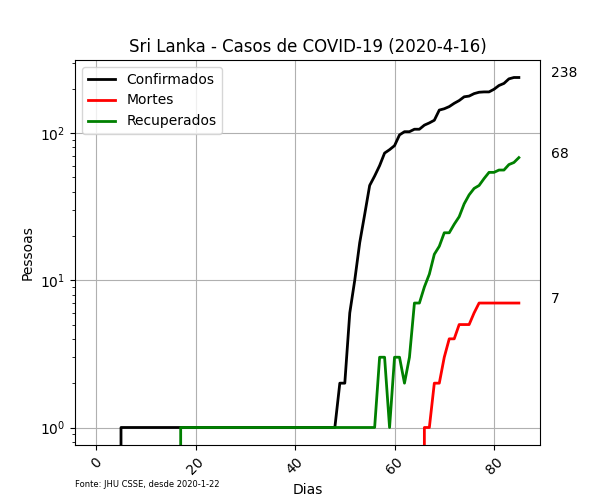 Sri Lanka - Casos de COVID-19 (2020-4-16)
Confirmados
Mortes
Recuperados
238
68
7
10²
10¹
10⁰
Pessoas
0
20
40
60
80
Dias
Fonte: JHU CSSE, desde 2020-1-22